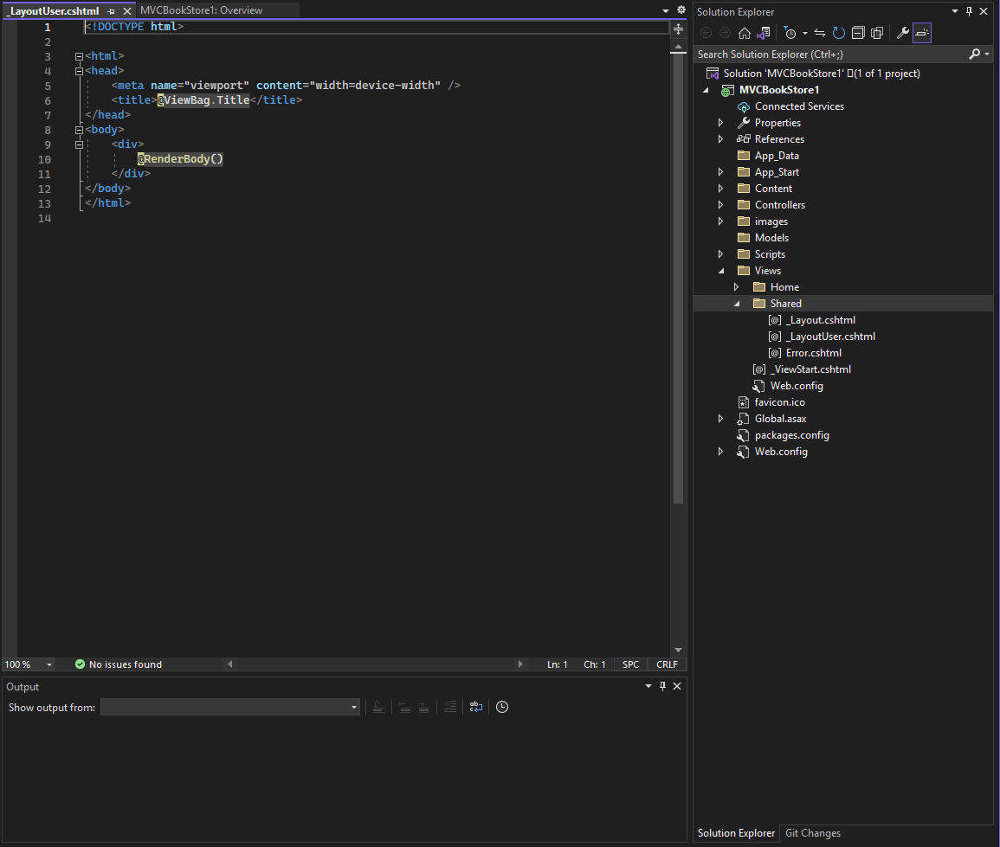 _LayoutUser.cshtml MVCBookStore1: Overview
1 <!DOCTYPE html>
2
3 <html>
4 <head>
5 <meta name="viewport" content="width=device-width" />
6 <title>@ViewBag.Title</title>
7 </head>
8 <body>
9 <div>
10 @RenderBody()
11 </div>
12 </body>
13 </html>
14
100 % No issues found Ln: 1 Ch: 1 SPC CRLF
Output
Show output from:
Solution Explorer
Search Solution Explorer (Ctrl+;)
Solution 'MVCBookStore1' (1 of 1 project)
MVCBookStore1
Connected Services
Properties
References
App_Data
App_Start
Content
Controllers
images
Models
Scripts
Views
Home
Shared
_Layout.cshtml
_LayoutUser.cshtml
Error.cshtml
_ViewStart.cshtml
Web.config
favicon.ico
Global.asax
packages.config
Web.config
Solution Explorer Git Changes